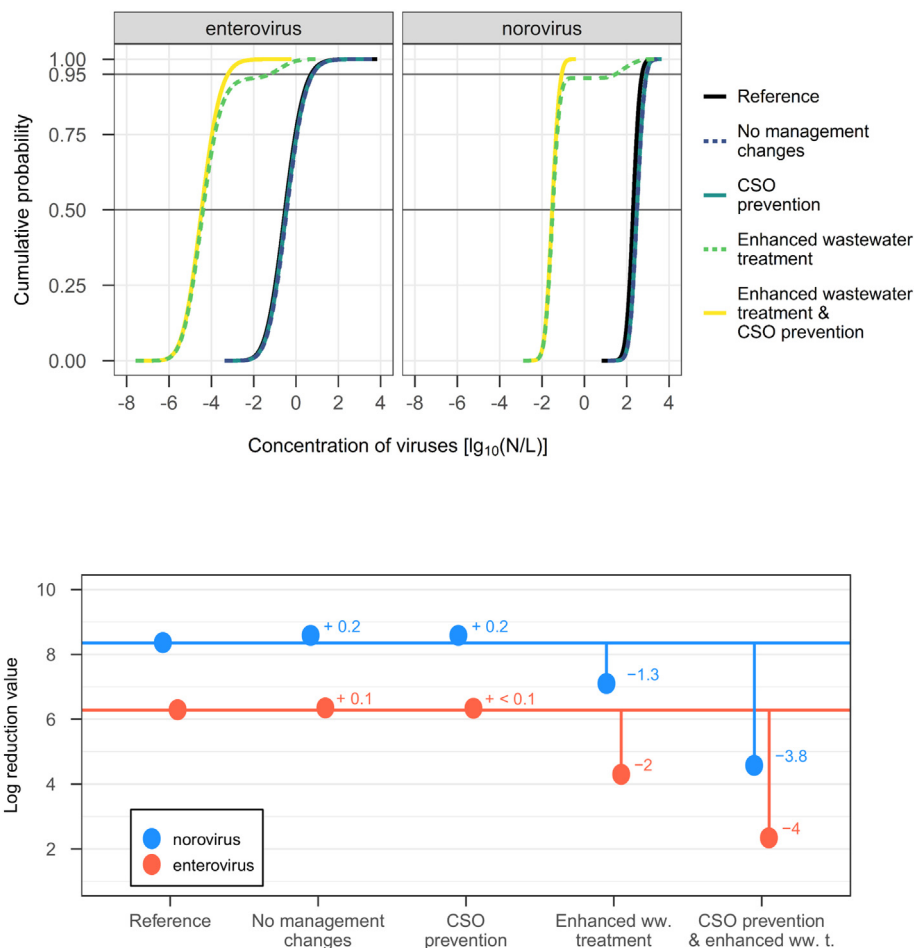 enterovirus
norovirus
1.00
0.95
0.75
0.50
0.25
0.00
Cumulative probability
-8 -6 -4 -2 0 2 4
-8 -6 -4 -2 0 2 4
Concentration of viruses [lg10(N/L)]
Reference
No management
changes
CSO
prevention
Enhanced wastewater
treatment
Enhanced wastewater
treatment &
CSO prevention
10
8
6
4
2
Log reduction value
+ 0.2
+ 0.2
−1.3
−3.8
+ 0.1
+ < 0.1
−2
−4
norovirus
enterovirus
Reference
No management
changes
CSO
prevention
Enhanced ww.
treatment
CSO prevention
& enhanced ww. t.